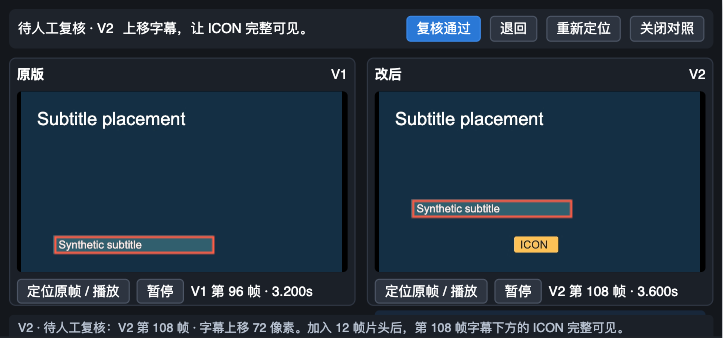 待人工复核 · V2 上移字幕，让 ICON 完整可见。 复核通过 退回 重新定位 关闭对照
原版 V1
Subtitle placement
Synthetic subtitle
定位原帧 / 播放 暂停 V1 第 96 帧 · 3.200s
改后 V2
Subtitle placement
Synthetic subtitle
ICON
定位原帧 / 播放 暂停 V2 第 108 帧 · 3.600s
V2 · 待人工复核：V2 第 108 帧 · 字幕上移 72 像素。加入 12 帧片头后，第 108 帧字幕下方的 ICON 完整可见。